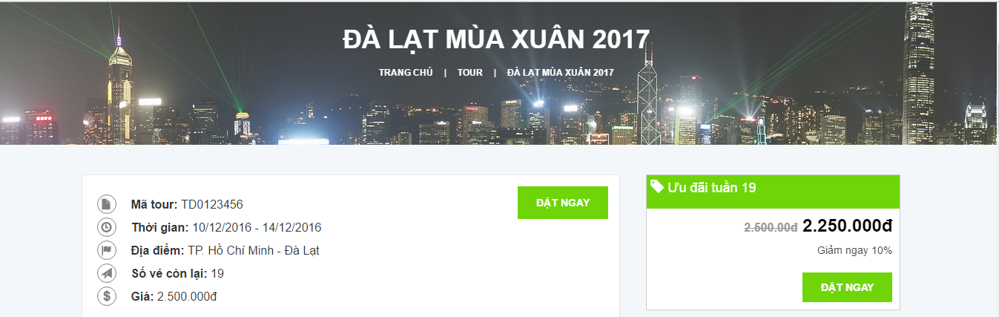 ĐÀ LẠT MÙA XUÂN 2017
TRANG CHỦ | TOUR | ĐÀ LẠT MÙA XUÂN 2017
ĐẶT NGAY
Mã tour: TD0123456
Thời gian: 10/12/2016 - 14/12/2016
Địa điểm: TP. Hồ Chí Minh - Đà Lạt
Số vé còn lại: 19
Giá: 2.500.000đ
Ưu đãi tuần 19
2.500.00đ 2.250.000đ
Giảm ngay 10%
ĐẶT NGAY